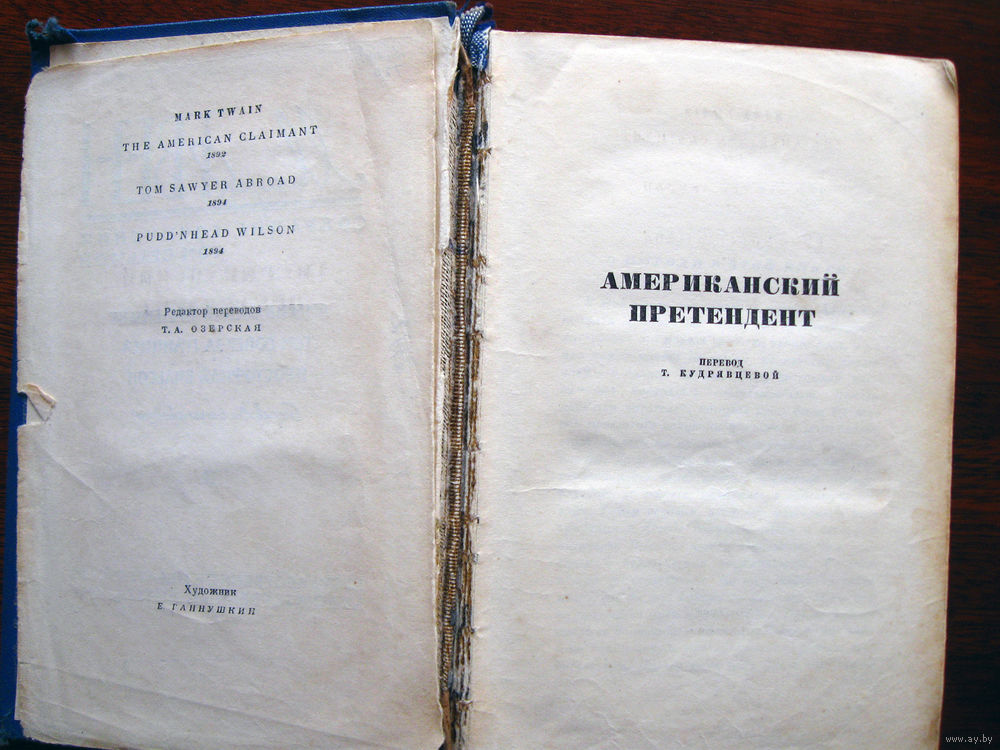 MARK TWAIN
THE AMERICAN CLAIMANT
1892
TOM SAWYER ABROAD
1894
PUDD'NHEAD WILSON
1894
Редактор переводов
Т. А. ОЗЕРСКАЯ
Художник
Е. ГАННУШКИН
АМЕРИКАНСКИЙ
ПРЕТЕНДЕНТ
ПЕРЕВОД
Т. КУДРЯВЦЕВОЙ
www.ay.by